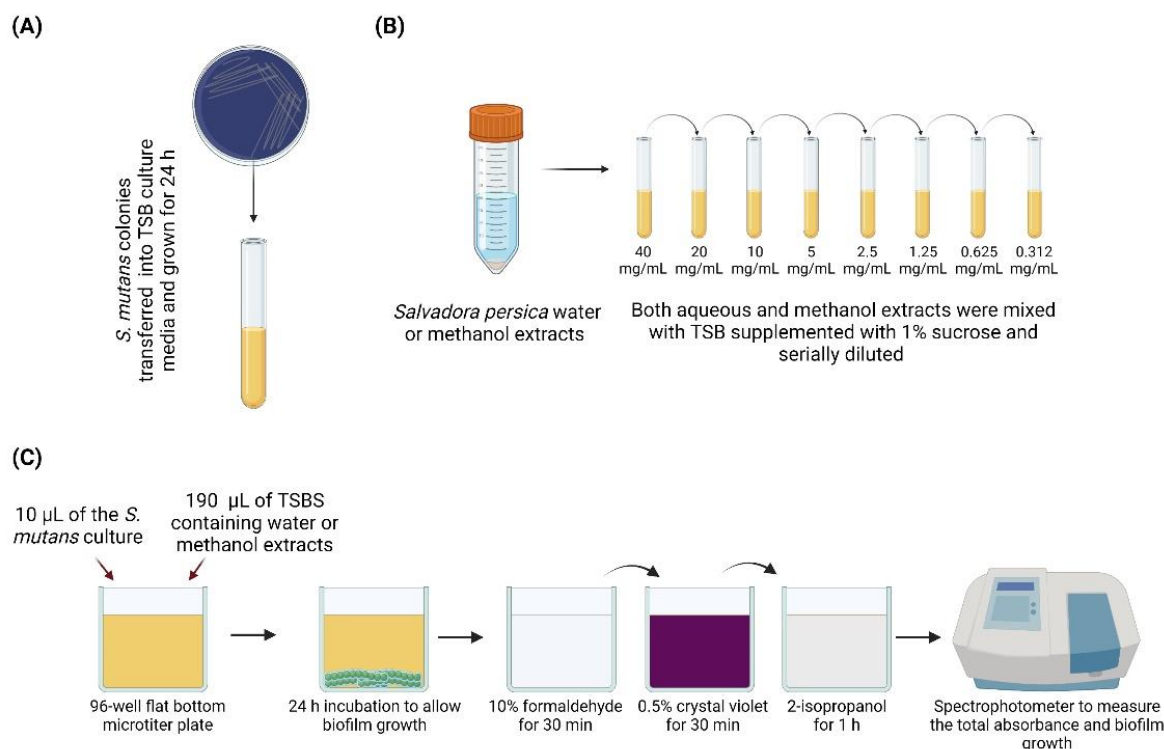 (A)
S. mutans colonies
transferred into TSB culture
media and grown for 24 h
(B)
Salvadora persica water
or methanol extracts
40
mg/mL
20
mg/mL
10
mg/mL
5
mg/mL
2.5
mg/mL
1.25
mg/mL
0.625
mg/mL
0.312
mg/mL
Both aqueous and methanol extracts were mixed
with TSB supplemented with 1% sucrose and
serially diluted
(C)
10 µL of the S.
mutans culture
190 µL of TSBS
containing water or
methanol extracts
96-well flat bottom
microtiter plate
24 h incubation to allow
biofilm growth
10% formaldehyde
for 30 min
0.5% crystal violet
for 30 min
2-isopropanol
for 1 h
Spectrophotometer to measure
the total absorbance and biofilm
growth